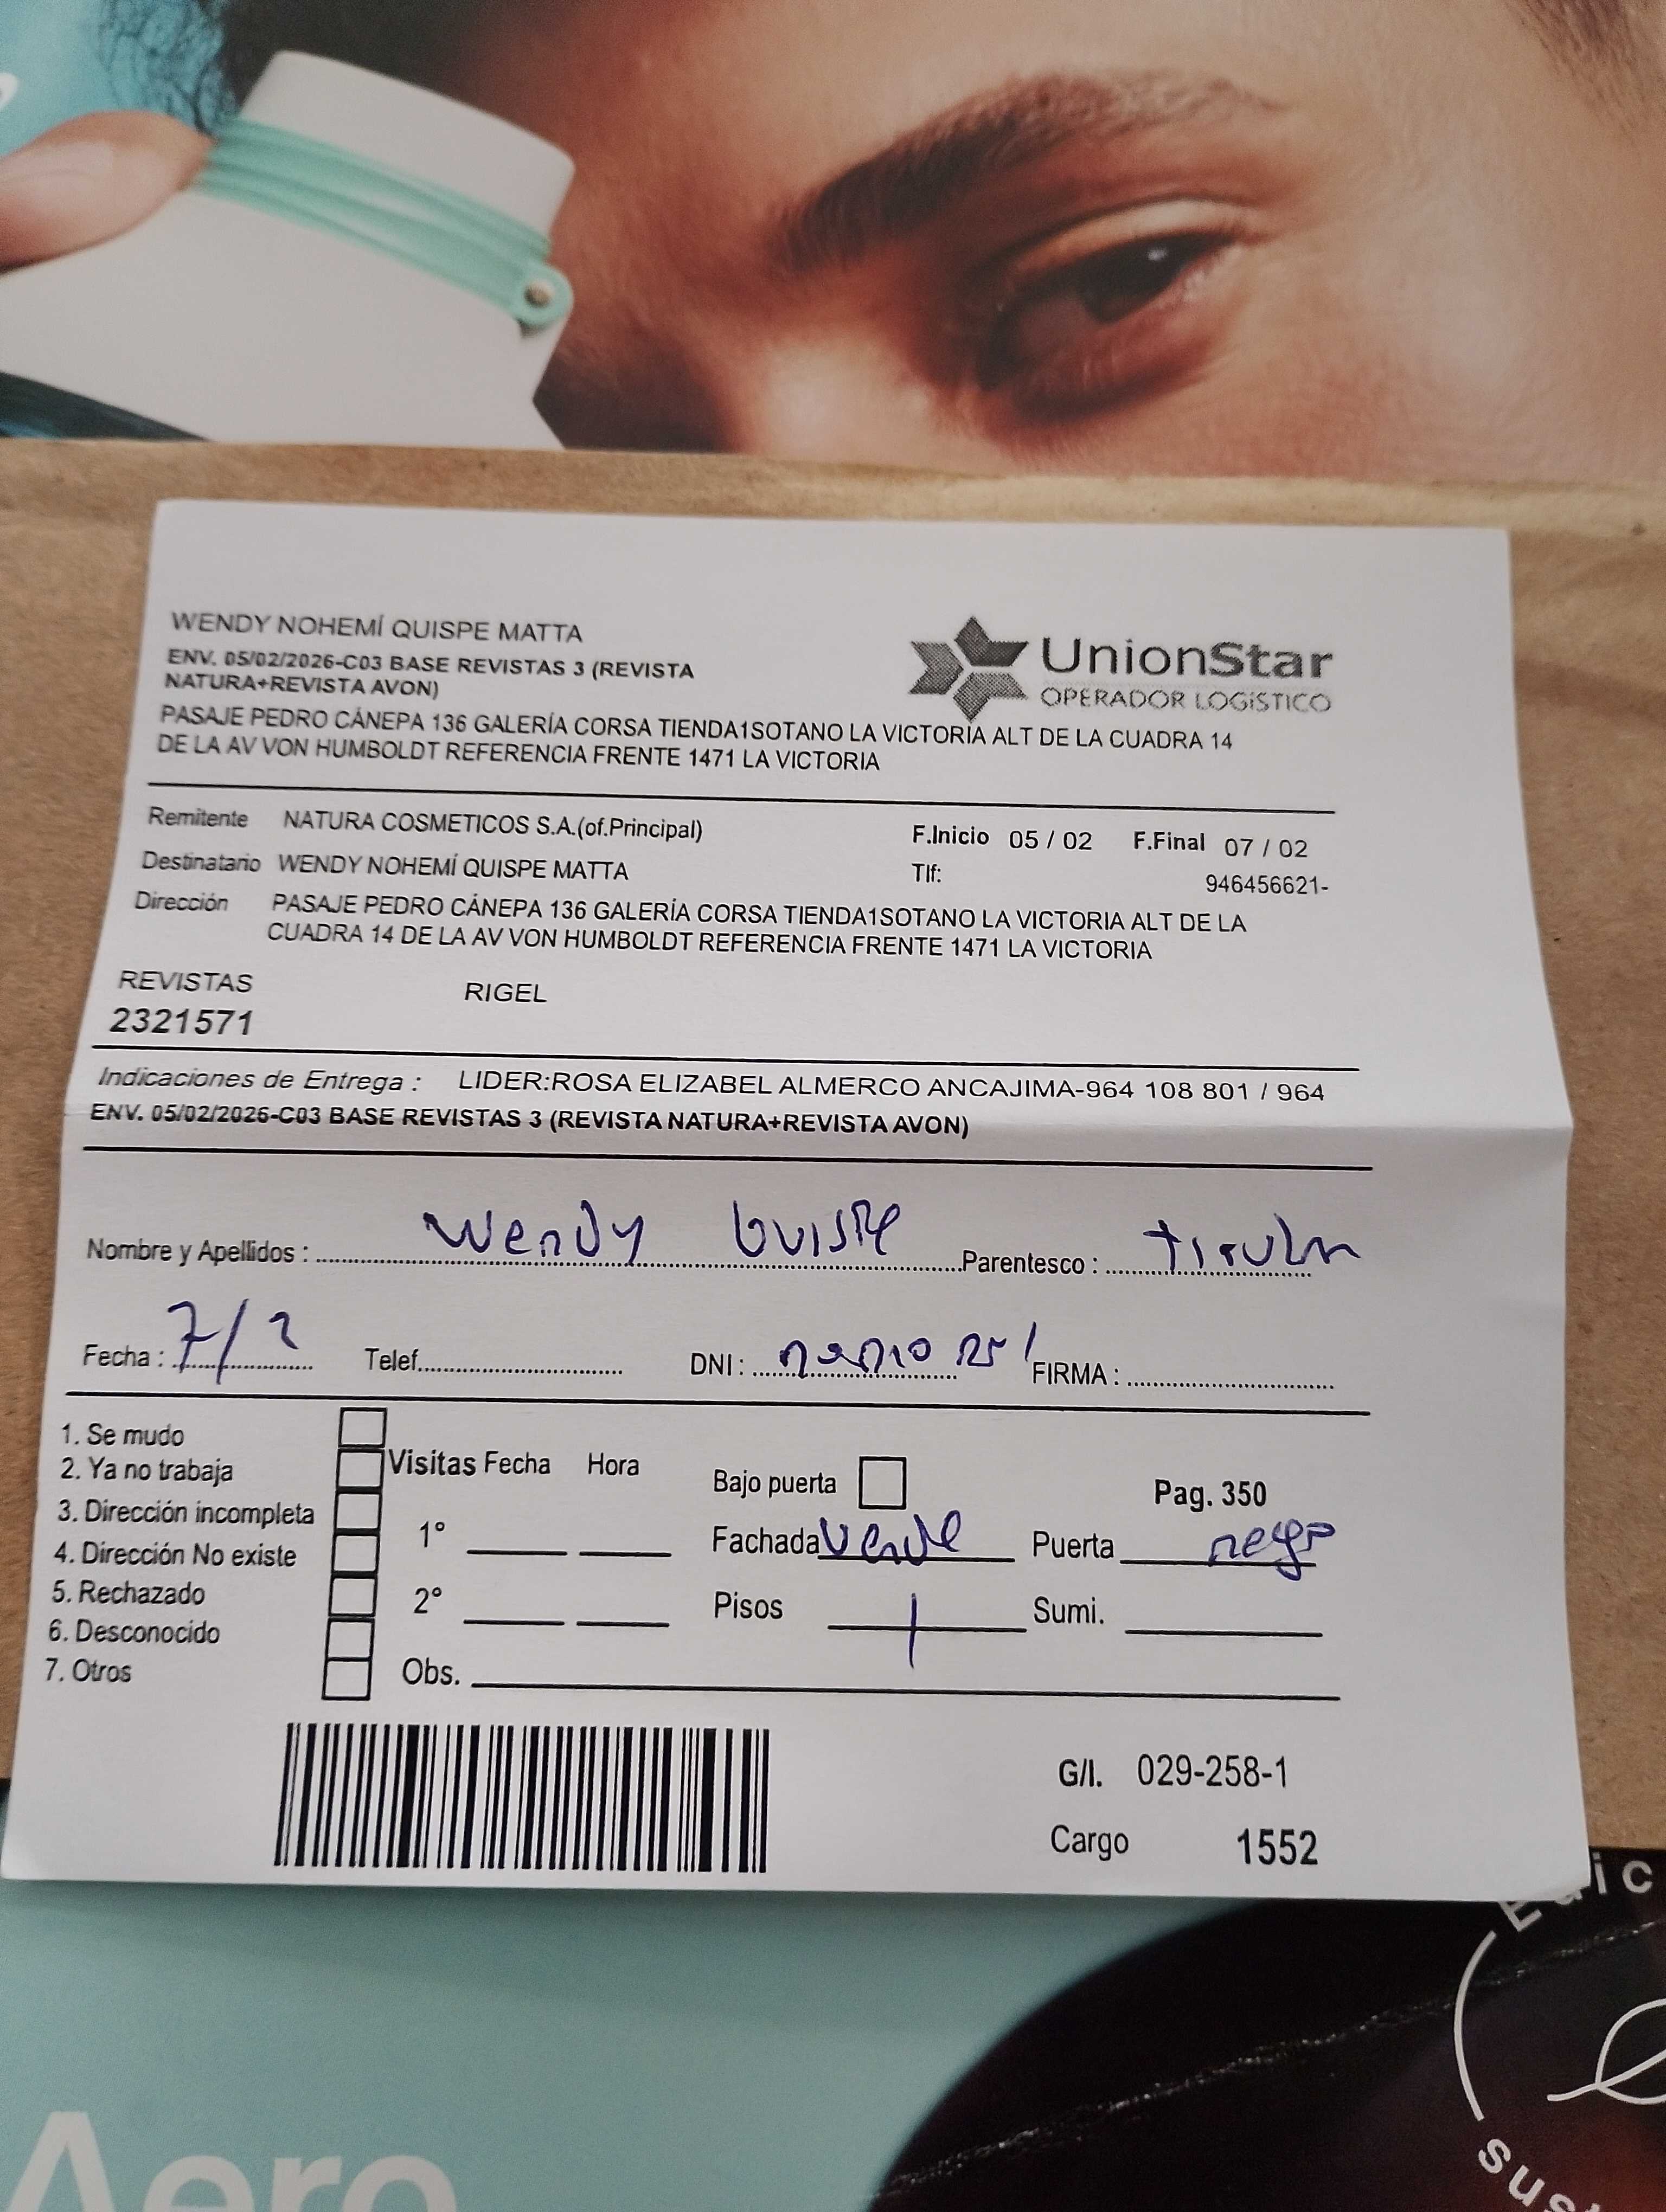 WENDY NOHEMÍ QUISPE MATTA
ENV. 05/02/2026-C03 BASE REVISTAS 3 (REVISTA
NATURA+REVISTA AVON)
PASAJE PEDRO CÁNEPA 136 GALERÍA CORSA TIENDA1SOTANO LA VICTORIA ALT DE LA CUADRA 14
DE LA AV VON HUMBOLDT REFERENCIA FRENTE 1471 LA VICTORIA
UnionStar
OPERADOR LOGÍSTICO
Remitente NATURA COSMETICOS S.A.(of.Principal) F.Inicio 05 / 02 F.Final 07 / 02
Destinatario WENDY NOHEMÍ QUISPE MATTA Tlf: 946456621-
Dirección PASAJE PEDRO CÁNEPA 136 GALERÍA CORSA TIENDA1SOTANO LA VICTORIA ALT DE LA
CUADRA 14 DE LA AV VON HUMBOLDT REFERENCIA FRENTE 1471 LA VICTORIA
REVISTAS RIGEL
2321571
Indicaciones de Entrega : LIDER:ROSA ELIZABEL ALMERCO ANCAJIMA-964 108 801 / 964
ENV. 05/02/2026-C03 BASE REVISTAS 3 (REVISTA NATURA+REVISTA AVON)
Nombre y Apellidos : Wendy Quispe Parentesco :
Fecha : 7/2 Telef. DNI : FIRMA :
1. Se mudo
2. Ya no trabaja
3. Dirección incompleta
4. Dirección No existe
5. Rechazado
6. Desconocido
7. Otros
Visitas Fecha Hora
1°
2°
Obs.
Bajo puerta Pag. 350
Fachada Verde Puerta negro
Pisos 1 Sumi.
G/I. 029-258-1
Cargo 1552
Aero